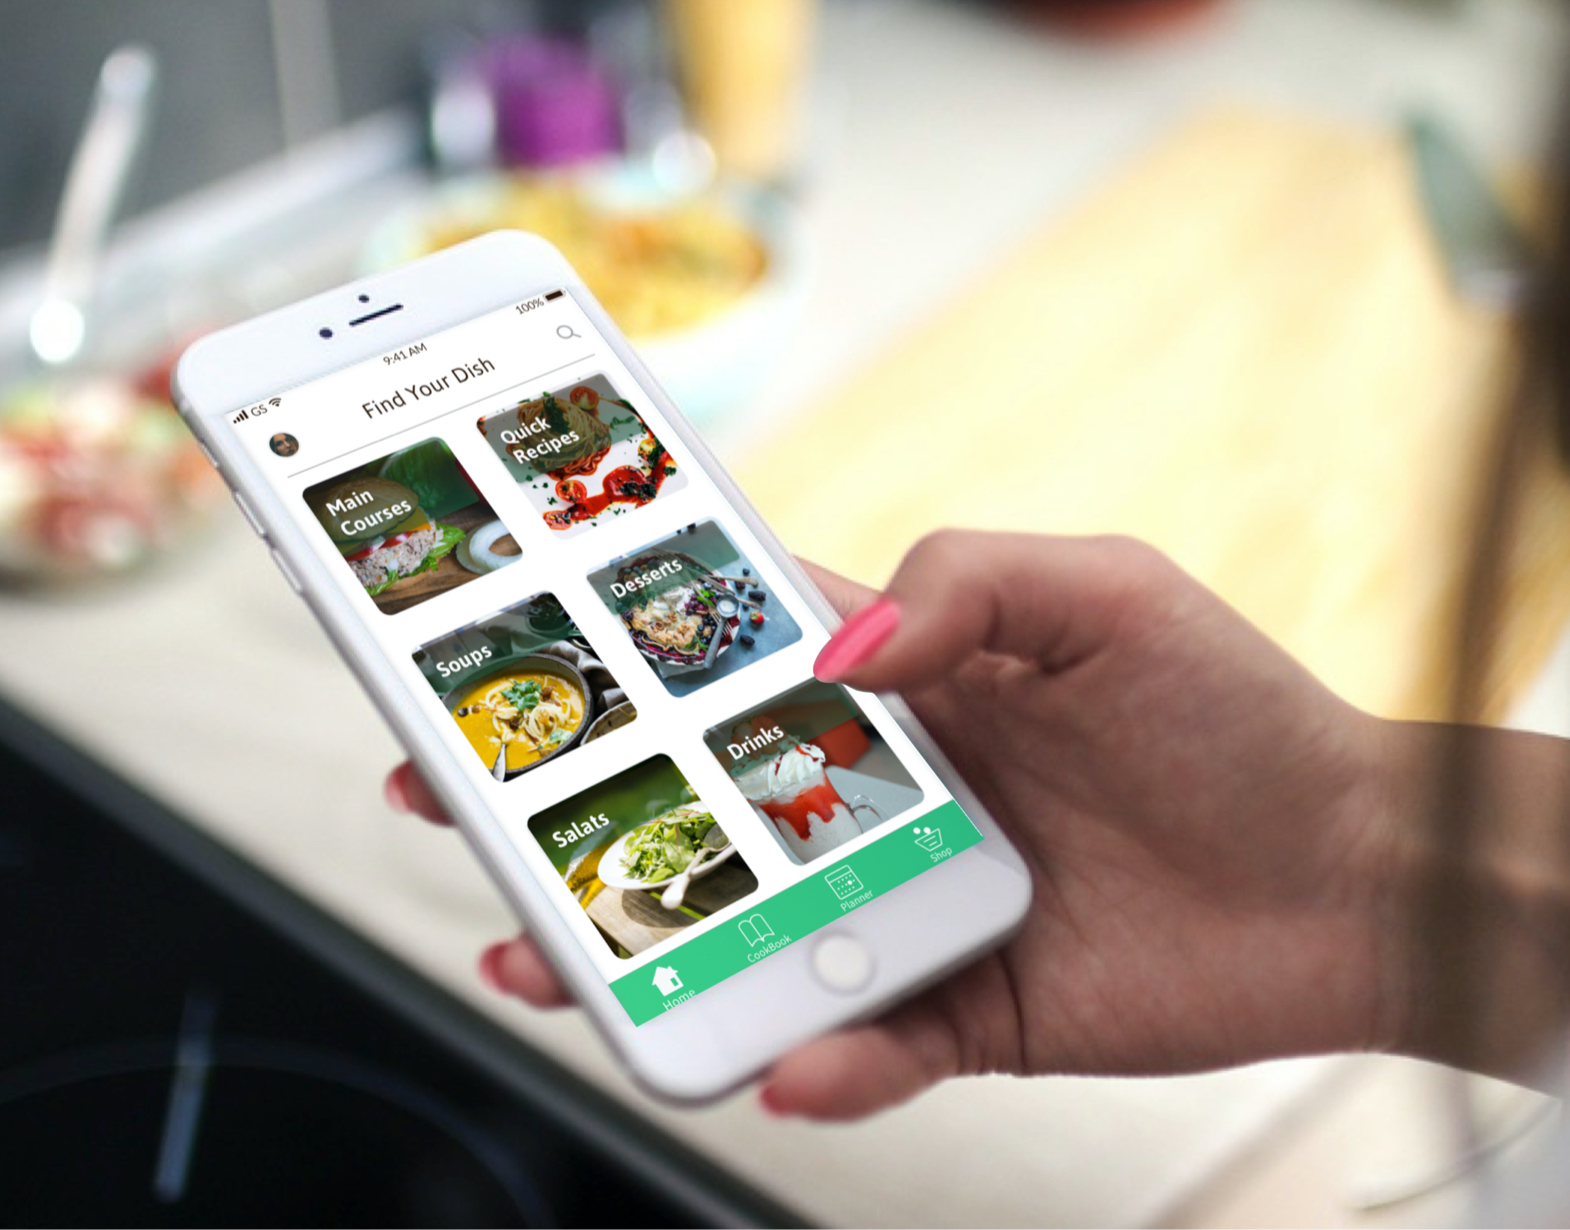 GS
9:41 AM
100%
Find Your Dish
Main
Courses
Quick
Recipes
Soups
Desserts
Salats
Drinks
Home
CookBook
Planner
Shop